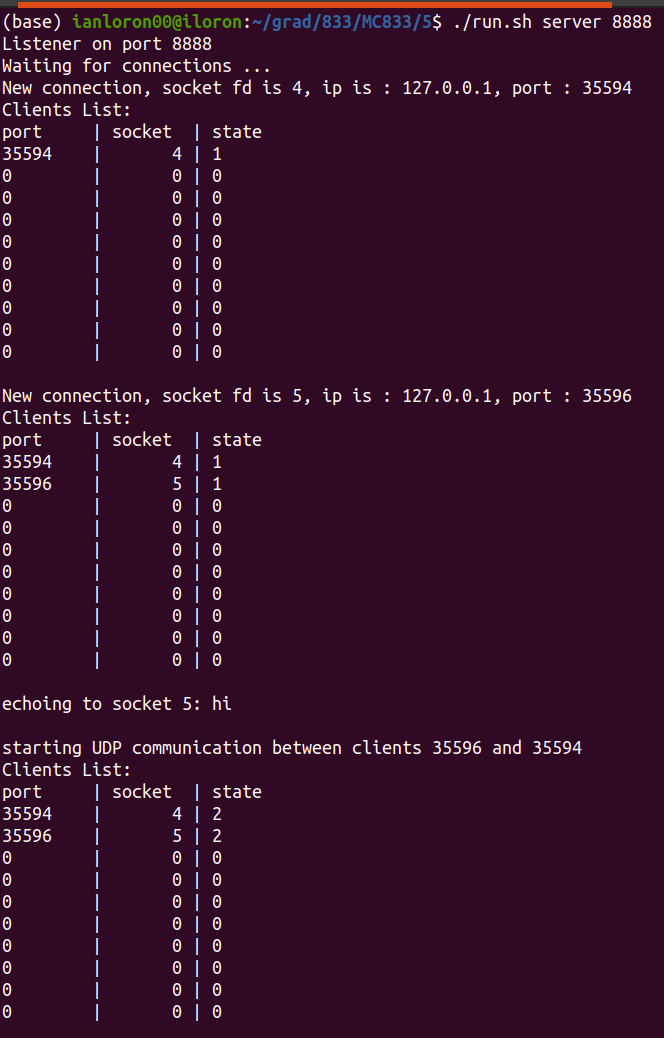 (base) ianloron00@iloron:~/grad/833/MC833/5$ ./run.sh server 8888
Listener on port 8888
Waiting for connections ...
New connection, socket fd is 4, ip is : 127.0.0.1, port : 35594
Clients List:
port     | socket  | state
35594    |       4 | 1
0        |       0 | 0
0        |       0 | 0
0        |       0 | 0
0        |       0 | 0
0        |       0 | 0
0        |       0 | 0
0        |       0 | 0
0        |       0 | 0
0        |       0 | 0
New connection, socket fd is 5, ip is : 127.0.0.1, port : 35596
Clients List:
port     | socket  | state
35594    |       4 | 1
35596    |       5 | 1
0        |       0 | 0
0        |       0 | 0
0        |       0 | 0
0        |       0 | 0
0        |       0 | 0
0        |       0 | 0
0        |       0 | 0
0        |       0 | 0
echoing to socket 5: hi
starting UDP communication between clients 35596 and 35594
Clients List:
port     | socket  | state
35594    |       4 | 2
35596    |       5 | 2
0        |       0 | 0
0        |       0 | 0
0        |       0 | 0
0        |       0 | 0
0        |       0 | 0
0        |       0 | 0
0        |       0 | 0
0        |       0 | 0